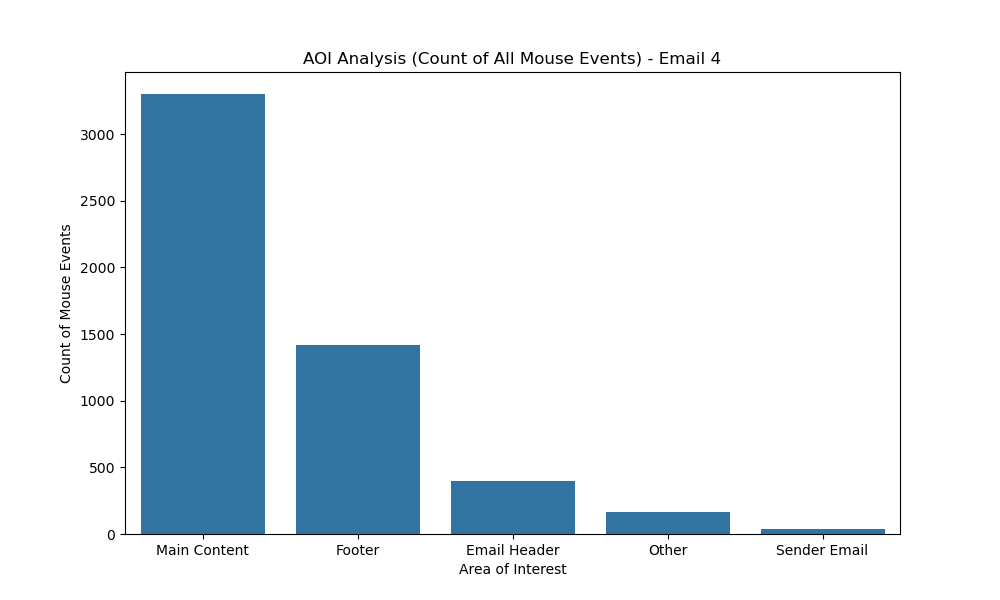 AOI Analysis (Count of All Mouse Events) - Email 4
Count of Mouse Events
3000
2500
2000
1500
1000
500
0
Main Content
Footer
Email Header
Other
Sender Email
Area of Interest